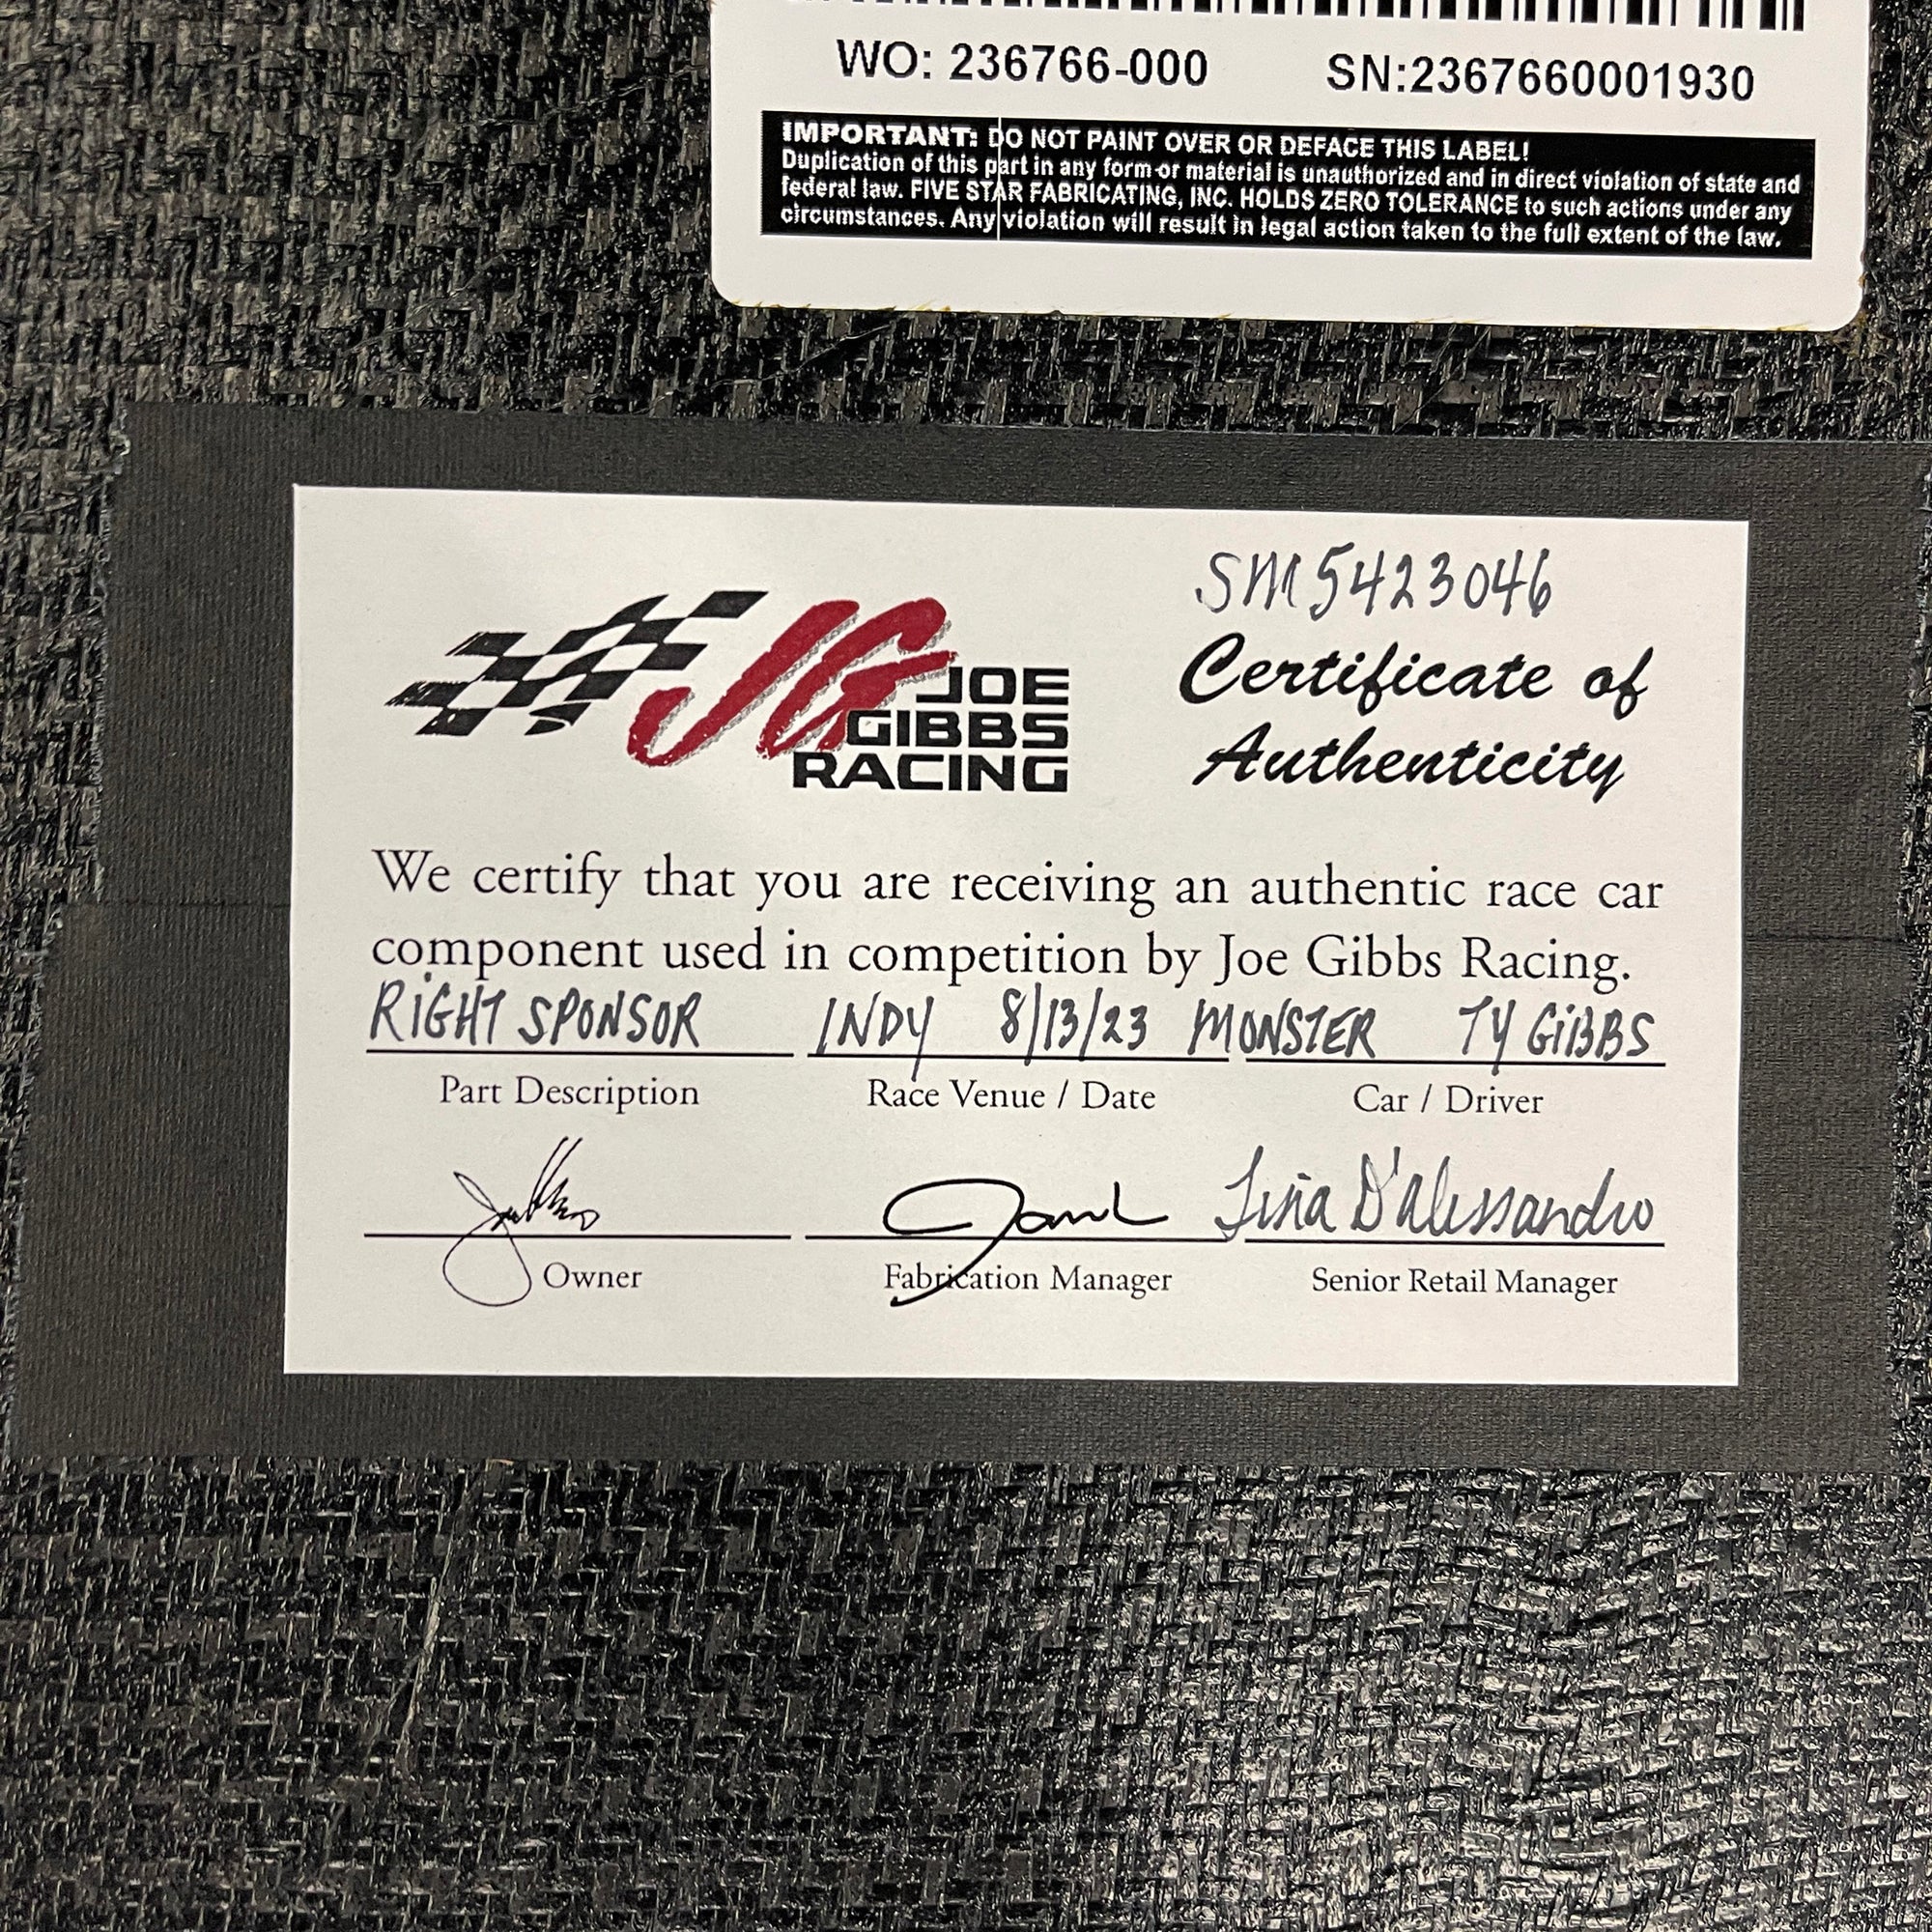 WO: 236766-000 SN:2367660001930
IMPORTANT: DO NOT PAINT OVER OR DEFACE THIS LABEL!
Duplication of this part in any form or material is unauthorized and in direct violation of state and
federal law. FIVE STAR FABRICATING, INC. HOLDS ZERO TOLERANCE to such actions under any
circumstances. Any violation will result in legal action taken to the full extent of the law.
SM5423046
JG JOE
GIBBS
RACING
Certificate of
Authenticity
We certify that you are receiving an authentic race car
component used in competition by Joe Gibbs Racing.
RIGHT SPONSOR INDY 8/13/23 MONSTER TY GIBBS
Part Description Race Venue / Date Car / Driver
Tina D'Alessandro
Owner Fabrication Manager Senior Retail Manager